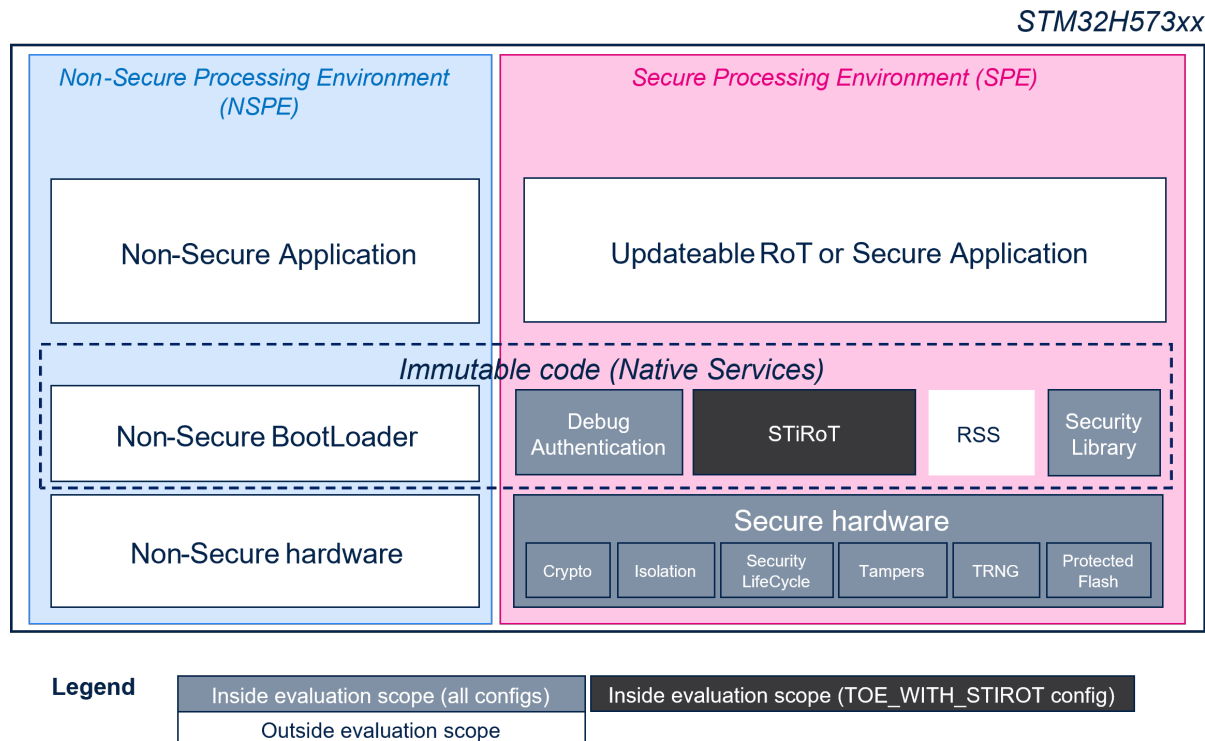 STM32H573xx
Non-Secure Processing Environment
(NSPE)
Secure Processing Environment (SPE)
Non-Secure Application
Updateable RoT or Secure Application
Immutable code (Native Services)
Non-Secure BootLoader
Debug
Authentication
STiRoT
RSS
Security
Library
Non-Secure hardware
Secure hardware
Crypto
Isolation
Security
LifeCycle
Tampers
TRNG
Protected
Flash
Legend
Inside evaluation scope (all configs)
Inside evaluation scope (TOE_WITH_STIROT config)
Outside evaluation scope